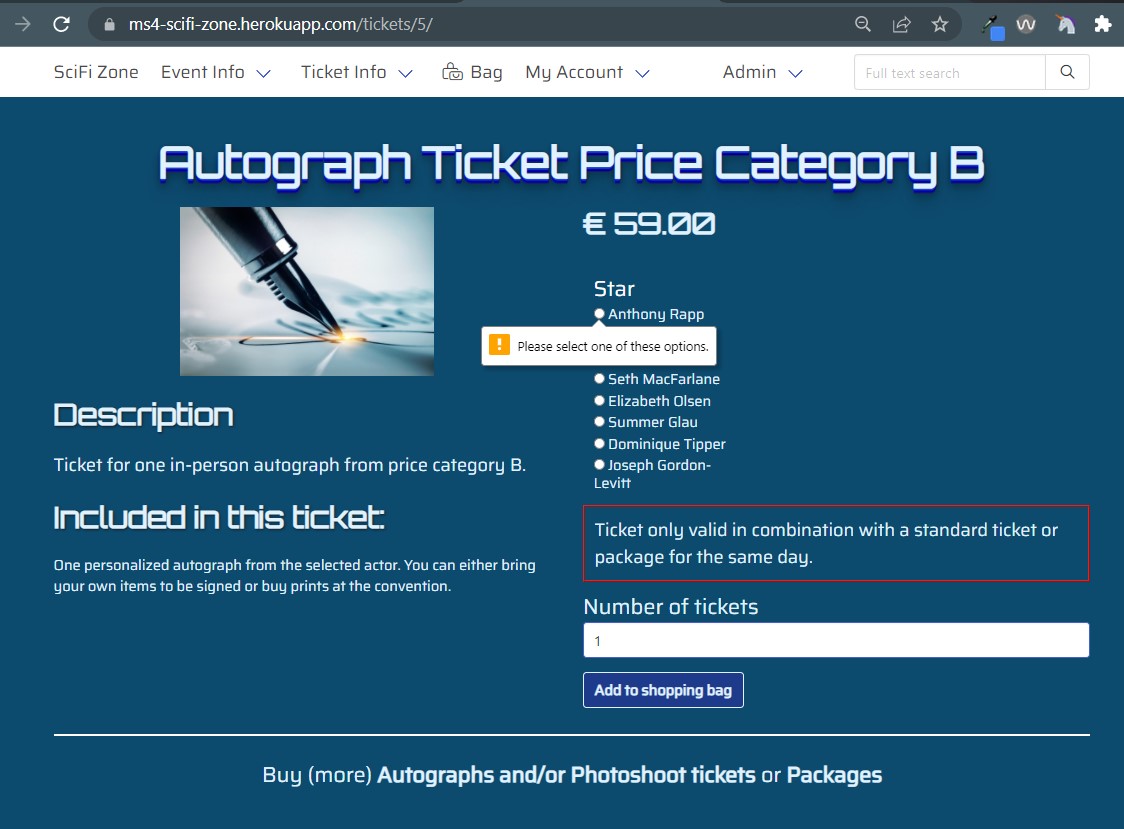 ms4-scifi-zone.herokuapp.com/tickets/5/
SciFi Zone Event Info Ticket Info Bag My Account Admin Full text search
Autograph Ticket Price Category B
€ 59.00
Star
Anthony Rapp
! Please select one of these options.
Seth MacFarlane
Elizabeth Olsen
Summer Glau
Dominique Tipper
Joseph Gordon-
Levitt
Description
Ticket for one in-person autograph from price category B.
Included in this ticket:
One personalized autograph from the selected actor. You can either bring
your own items to be signed or buy prints at the convention.
Ticket only valid in combination with a standard ticket or
package for the same day.
Number of tickets
1
Add to shopping bag
Buy (more) Autographs and/or Photoshoot tickets or Packages